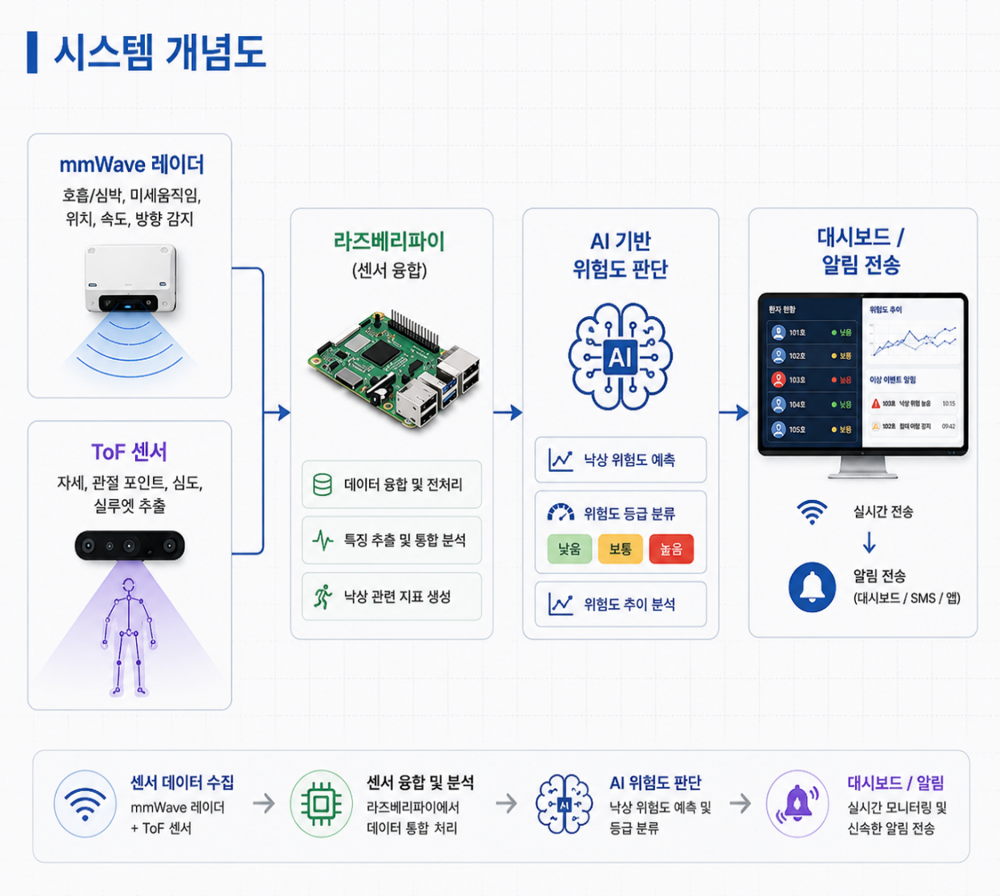 시스템 개념도
mmWave 레이더
호흡/심박, 미세움직임,
위치, 속도, 방향 감지
ToF 센서
자세, 관절 포인트, 심도,
실루엣 추출
라즈베리파이
(센서 융합)
데이터 융합 및 전처리
특징 추출 및 통합 분석
낙상 관련 지표 생성
AI 기반
위험도 판단
AI
낙상 위험도 예측
위험도 등급 분류
보통
위험도 추이 분석
대시보드 /
알림 전송
환자 현황
101호
102호 보통
103호
104호
105호 보통
위험도 추이
이상 이벤트
낙상 위험 높음 10:15
09:42
실시간 전송
알림 전송
(대시보드 / SMS / 앱)
센서 데이터 수집
mmWave 레이더
+ ToF 센서
센서 융합 및 분석
라즈베리파이에서
데이터 통합 처리
AI
AI 위험도 판단
낙상 위험도 예측 및
등급 분류
대시보드 / 알림
실시간 모니터링 및
신속한 알림 전송